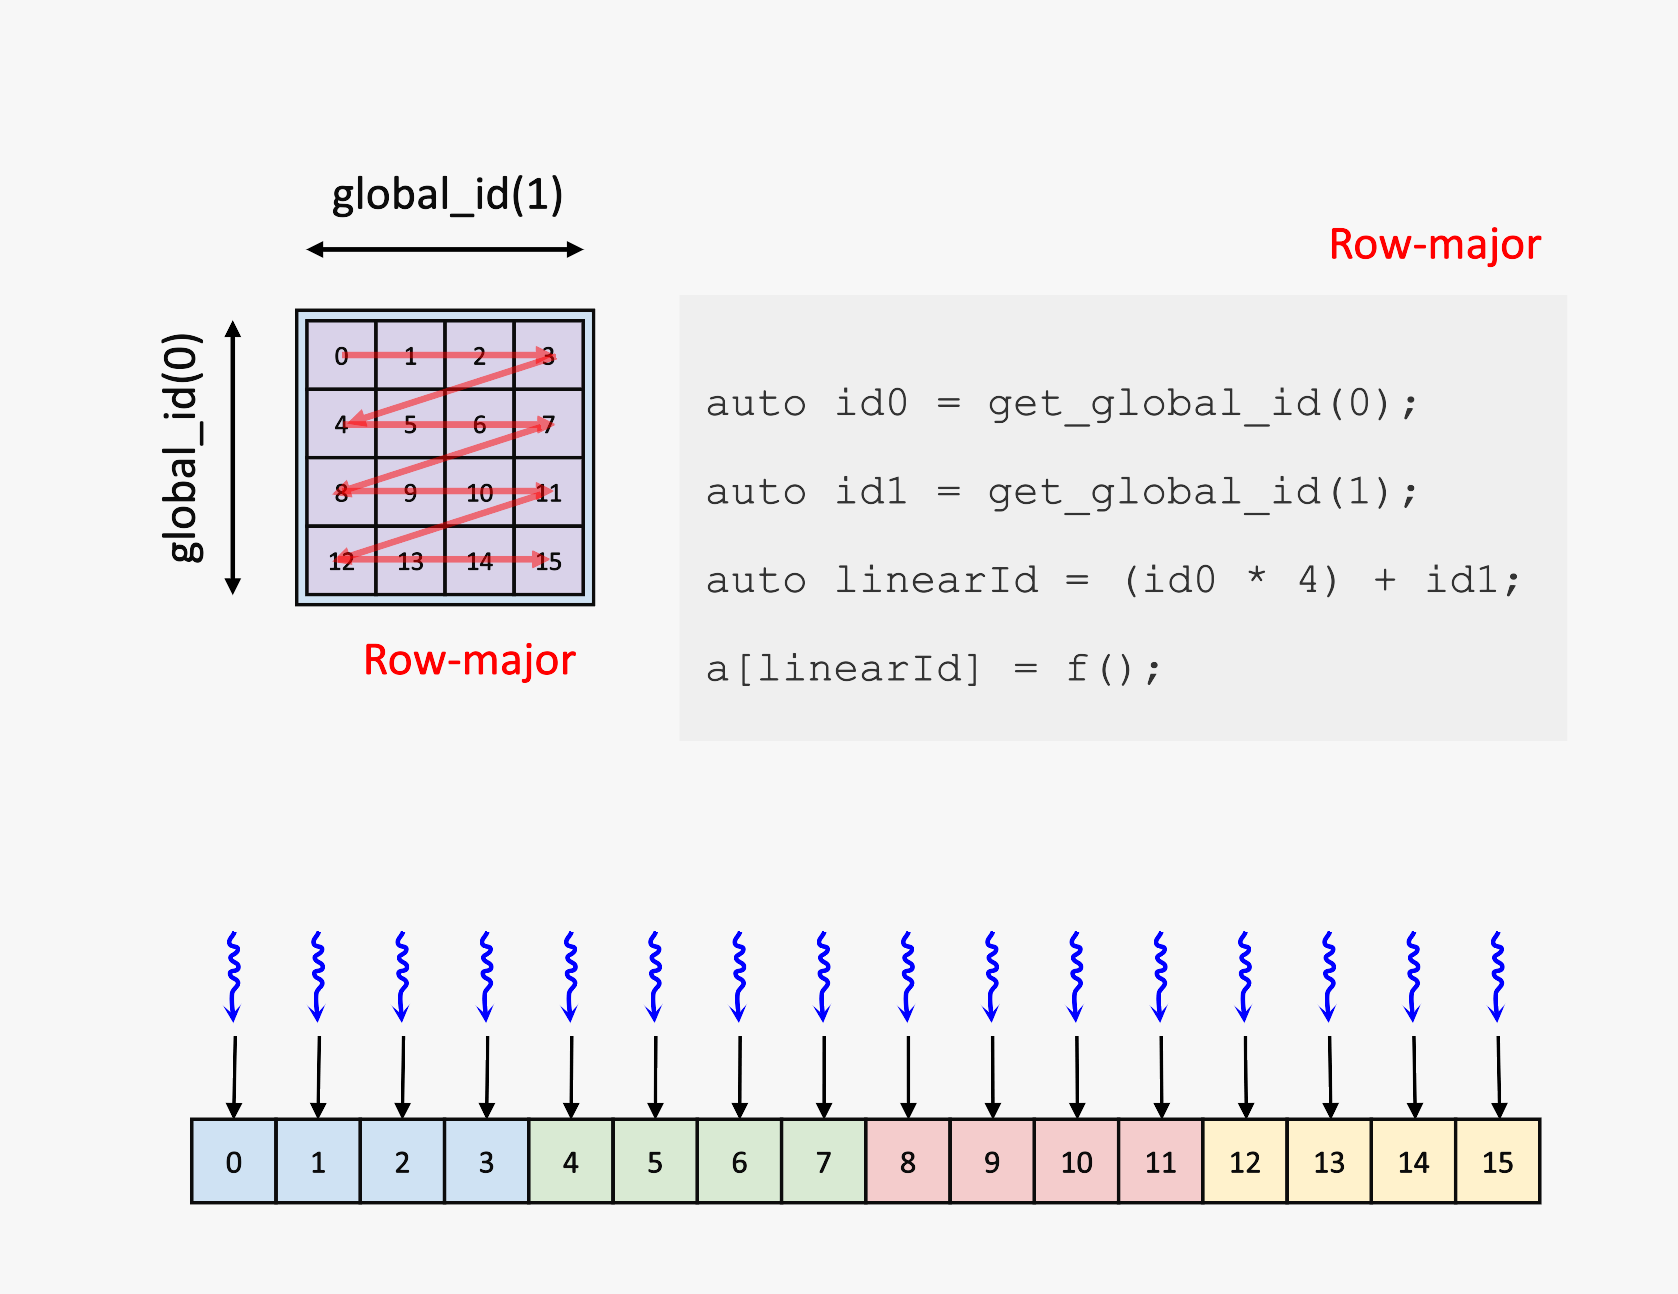 global_id(1)
Row-major
global_id(0)
0 1 2 3
4 5 6 7
8 9 10 11
12 13 14 15
Row-major
auto id0 = get_global_id(0);
auto id1 = get_global_id(1);
auto linearId = (id0 * 4) + id1;
a[linearId] = f();
0 1 2 3 4 5 6 7 8 9 10 11 12 13 14 15